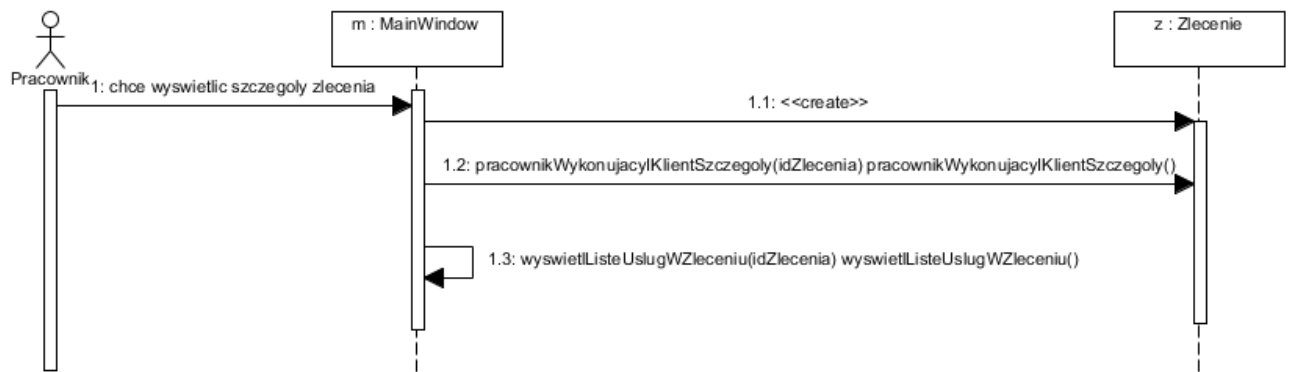 m : MainWindow
z : Zlecenie
Pracownik
1: chce wyswietlic szczegoly zlecenia
1.1: <<create>>
1.2: pracownikWykonujacyIKlientSzczegoly(idZlecenia) pracownikWykonujacyIKlientSzczegoly()
1.3: wyswietlListeUslugWZleceniu(idZlecenia) wyswietlListeUslugWZleceniu()